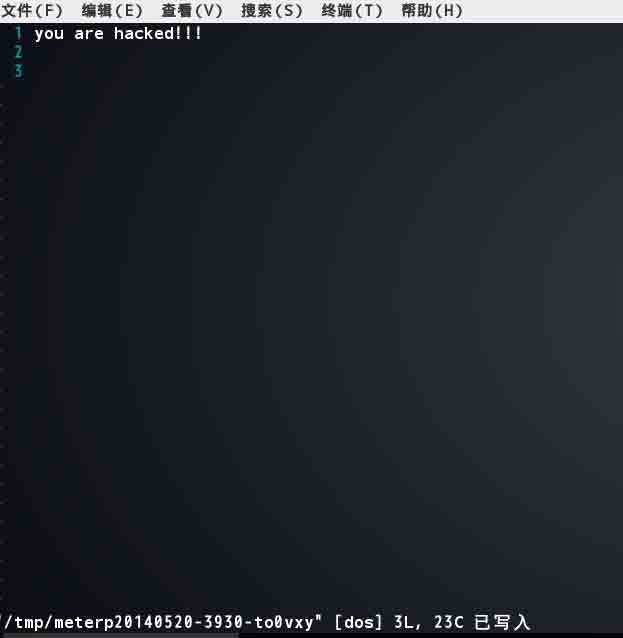 文件(F) 编辑(E) 查看(V) 搜索(S) 终端(T) 帮助(H)
1 you are hacked!!!
2
3
"/tmp/meterp20140520-3930-to0vxy" [dos] 3L, 23C 已写入